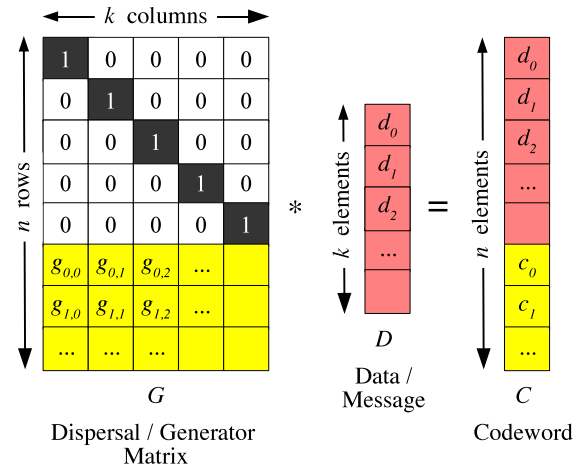 k columns
n rows
1 0 0 0 0
0 1 0 0 0
0 0 1 0 0
0 0 0 1 0
0 0 0 0 1
g0,0 g0,1 g0,2 ...
g1,0 g1,1 g1,2 ...
... ... ...
G
Dispersal / Generator
Matrix
*
k elements
d0
d1
d2
...
D
Data /
Message
=
n elements
d0
d1
d2
...
c0
c1
...
C
Codeword